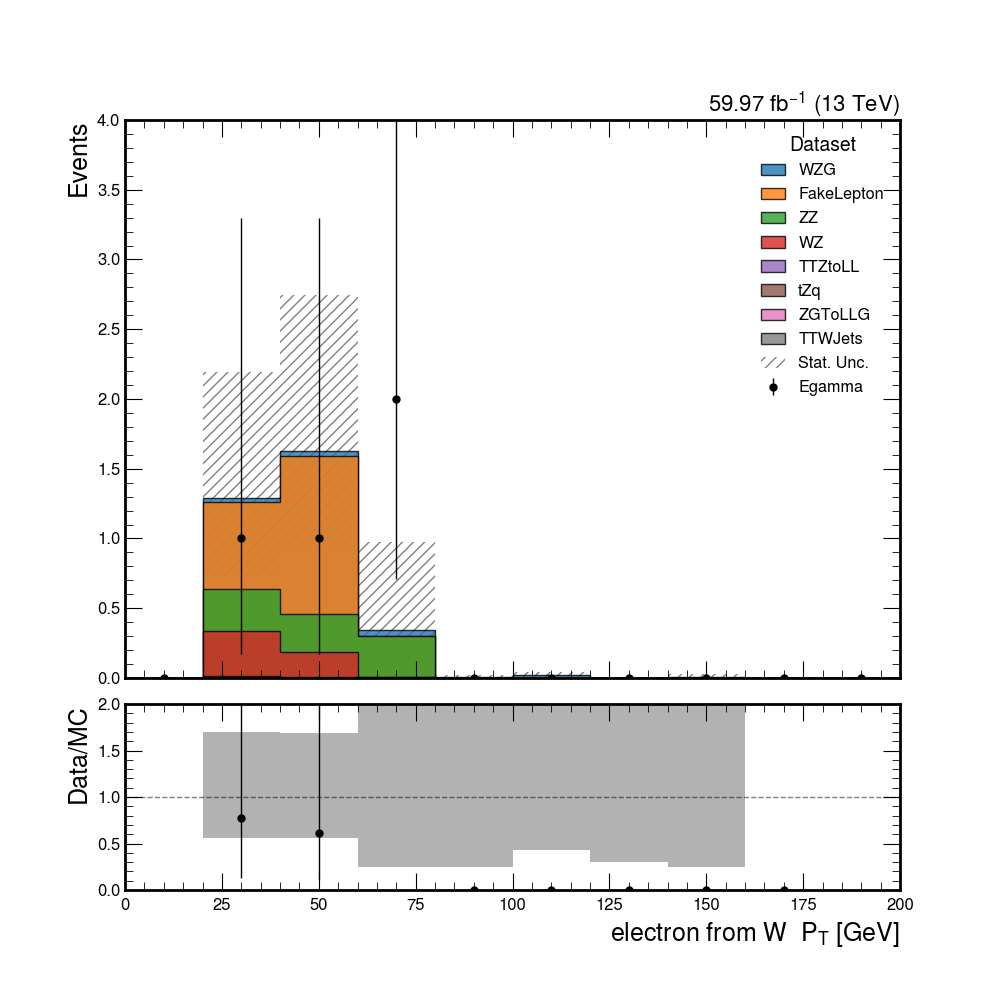 59.97 fb⁻¹ (13 TeV)
Events
4.0
3.5
3.0
2.5
2.0
1.5
1.0
0.5
0.0
Dataset
WZG
FakeLepton
ZZ
WZ
TTZtoLL
tZq
ZGToLLG
TTWJets
Stat. Unc.
Egamma
Data/MC
2.0
1.5
1.0
0.5
0.0
0 25 50 75 100 125 150 175 200
electron from W P_T [GeV]